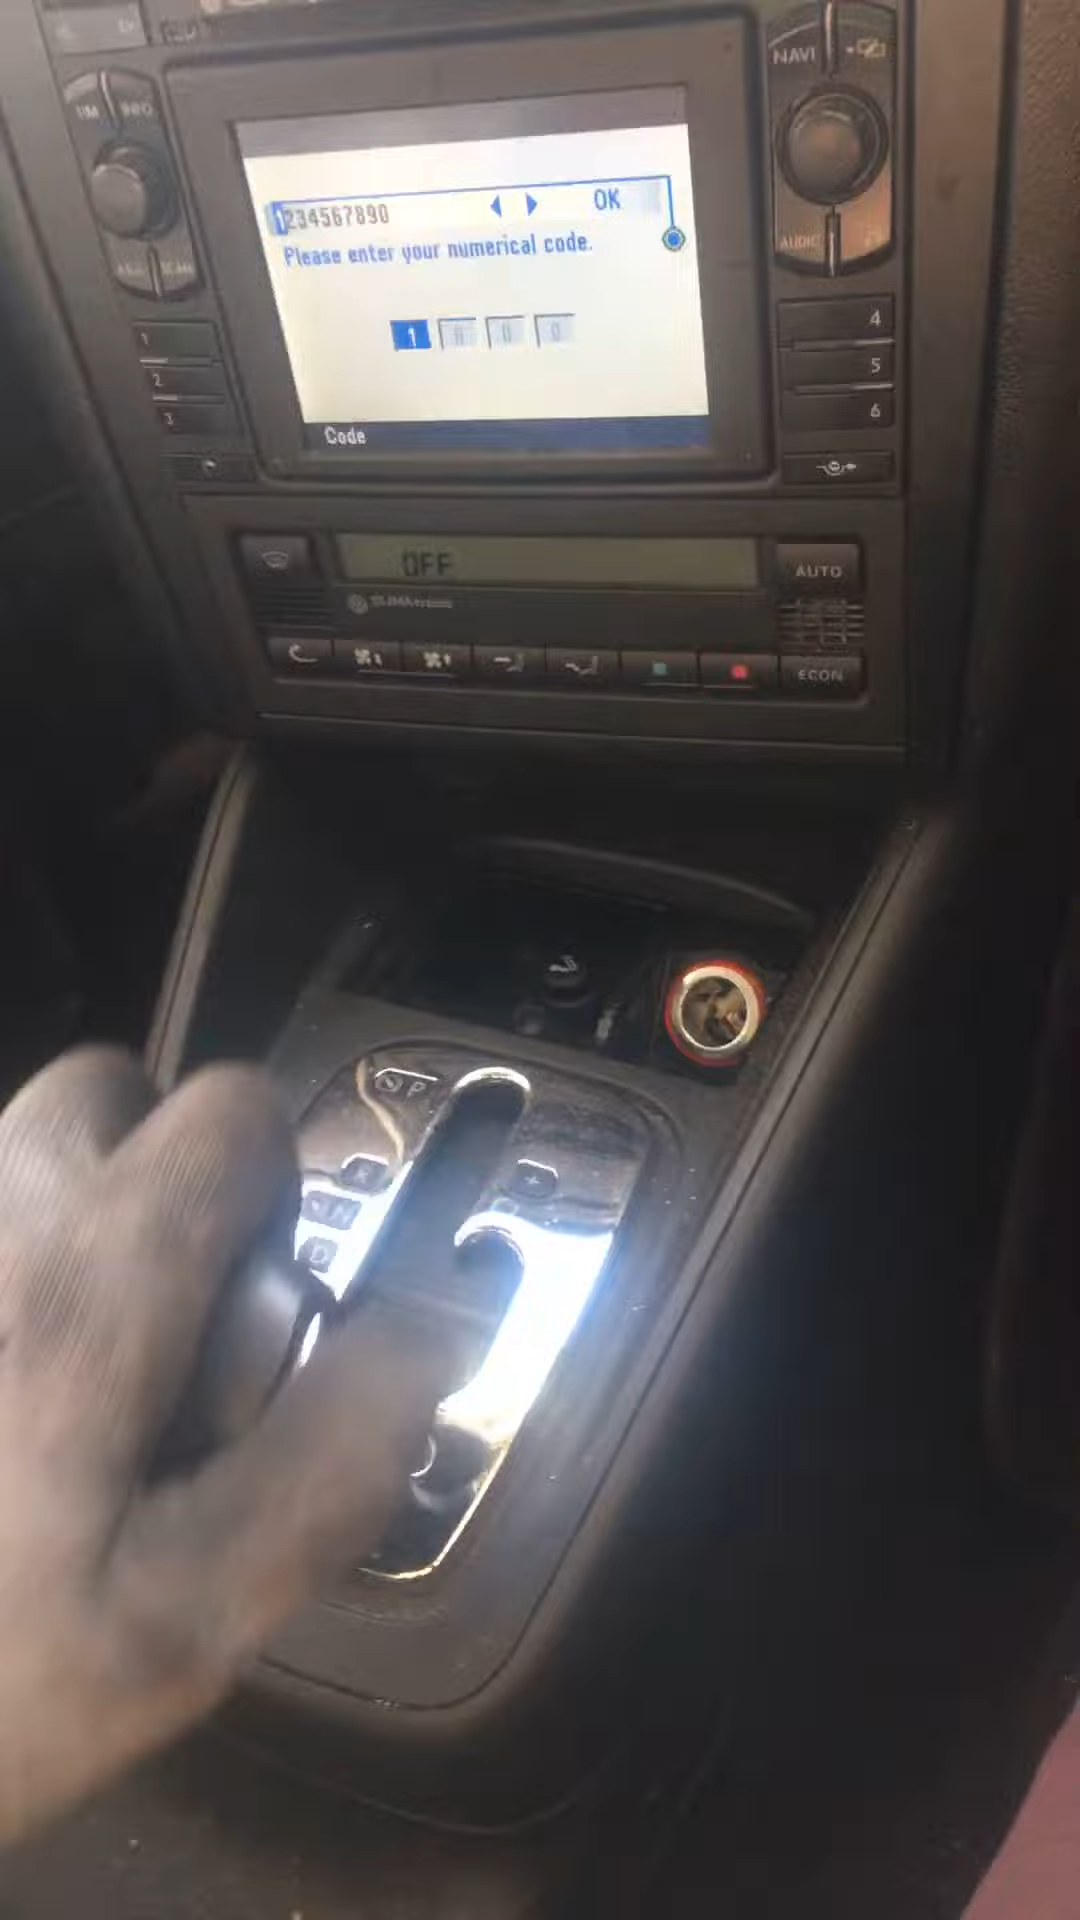 NAVI
AUDIO
1234567890 OK
Please enter your numerical code.
1 0 0 0
Code
1
2
3
4
5
6
OFF
AUTO
ECON
P
N
D
+